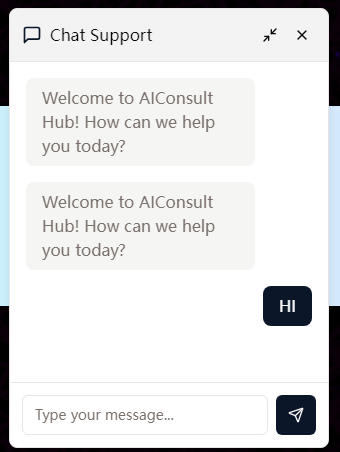 Chat Support
Welcome to AIConsult
Hub! How can we help
you today?
Welcome to AIConsult
Hub! How can we help
you today?
HI
Type your message...